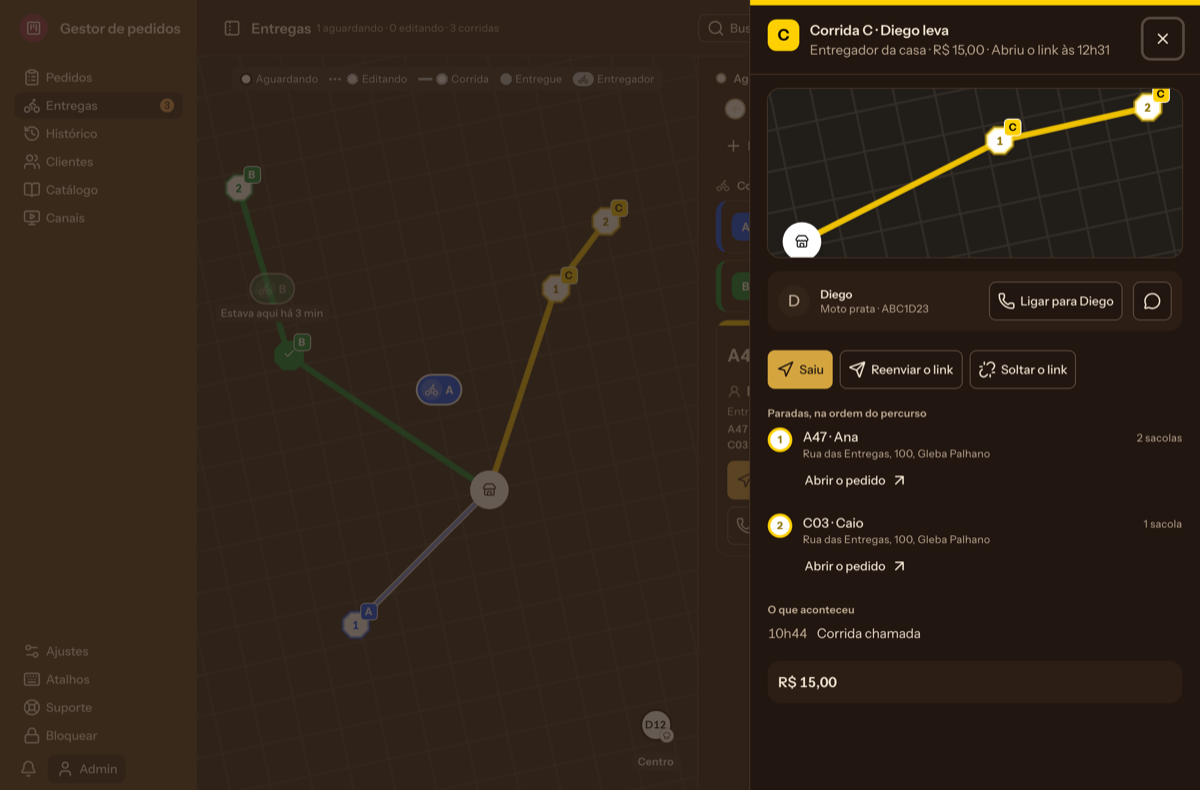 Gestor de pedidos
Pedidos
Entregas 3
Histórico
Clientes
Catálogo
Canais
Ajustes
Atalhos
Suporte
Bloquear
Admin
Entregas 1 aguardando · 0 editando · 3 corridas
Aguardando Editando Corrida Entregue Entregador
2 B
B
Estava aqui há 3 min
B
A
2 C
1 C
1 A
D12
Centro
A
B
A4
A47
C03
C Corrida C · Diego leva
Entregador da casa · R$ 15,00 · Abriu o link às 12h31
1 C
2 C
D Diego
Moto prata · ABC1D23
Ligar para Diego
Saiu Reenviar o link Soltar o link
Paradas, na ordem do percurso
1 A47 · Ana 2 sacolas
Rua das Entregas, 100, Gleba Palhano
Abrir o pedido
2 C03 · Caio 1 sacola
Rua das Entregas, 100, Gleba Palhano
Abrir o pedido
O que aconteceu
10h44 Corrida chamada
R$ 15,00